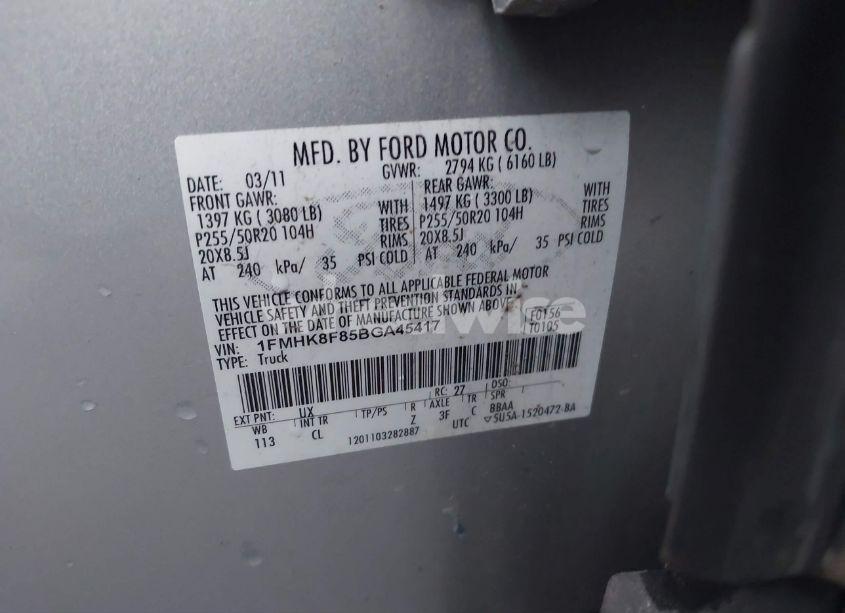 MFD. BY FORD MOTOR CO.
DATE: 03/11 GVWR: 2794 KG ( 6160 LB)
FRONT GAWR: REAR GAWR:
1397 KG ( 3080 LB) WITH 1497 KG ( 3300 LB) WITH
P255/50R20 104H TIRES P255/50R20 104H TIRES
20X8.5J RIMS 20X8.5J RIMS
AT 240 kPa/ 35 PSI COLD AT 240 kPa/ 35 PSI COLD
THIS VEHICLE CONFORMS TO ALL APPLICABLE FEDERAL MOTOR
VEHICLE SAFETY AND THEFT PREVENTION STANDARDS IN
EFFECT ON THE DATE OF MANUFACTURE SHOWN ABOVE.
VIN: 1FMHK8F85BGA45417 F0156
TYPE: Truck T0105
EXT PNT: UX RC: 27 DSO:
WB INT TR TP/PS R AXLE TR SPR
113 CL Z 3F C BBAA
1201103282887 UTC ▽5U5A-1520472-BA